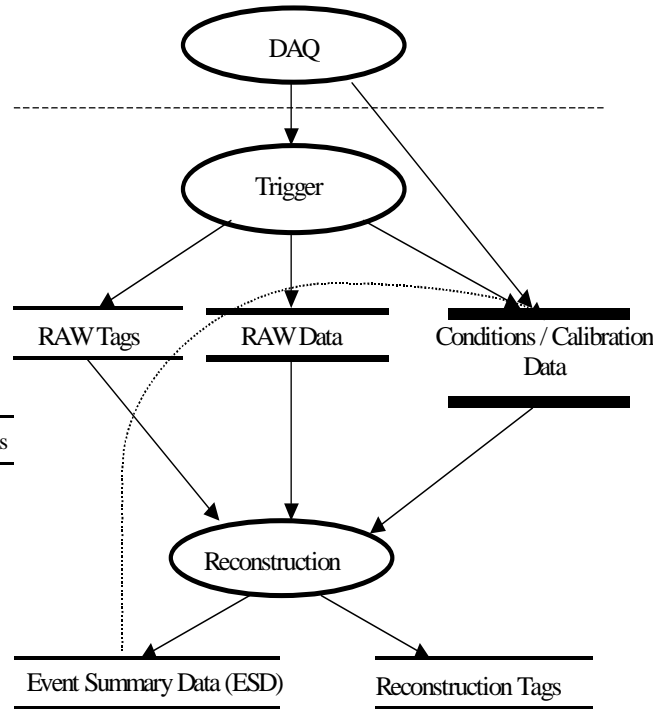 DAQ
Trigger
RAW Tags
RAW Data
Conditions / Calibration
Data
s
Reconstruction
Event Summary Data (ESD)
Reconstruction Tags